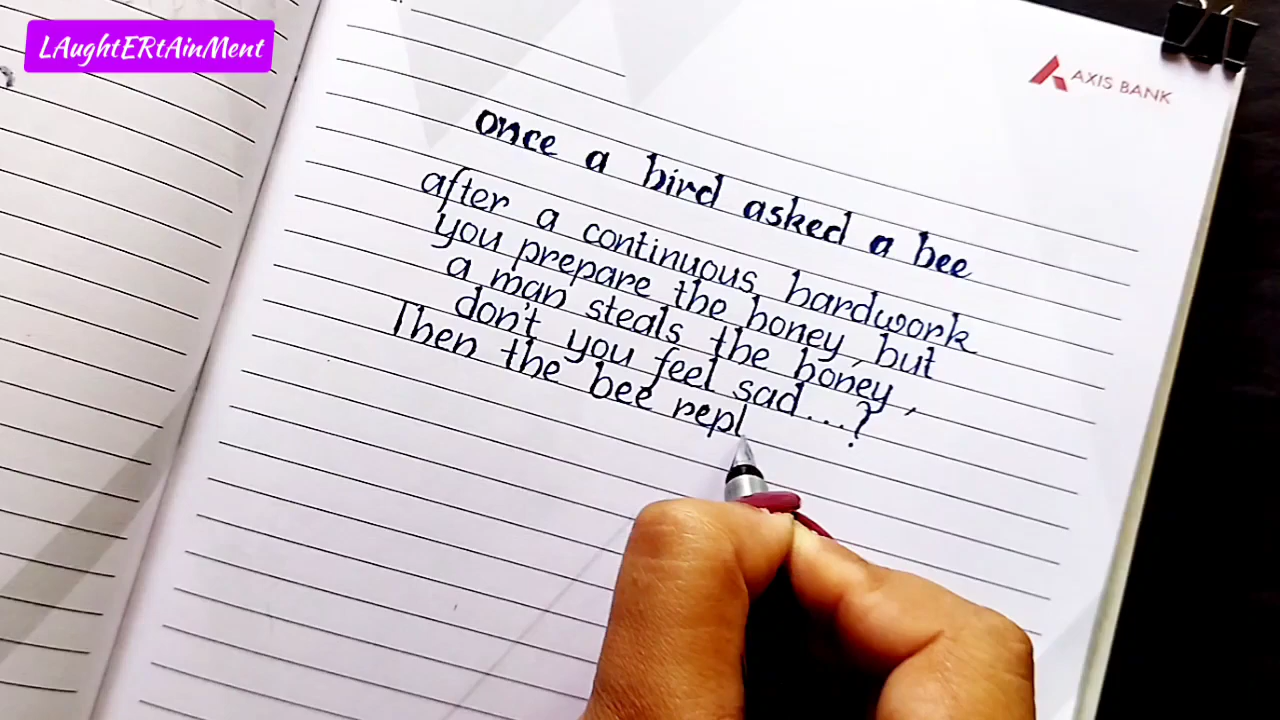 LAughtERtAinMent
AXIS BANK
once a bird asked a bee
after a continuous hardwork
you prepare the honey, but
a man steals the honey,
don't you feel sad...?
Then the bee repl